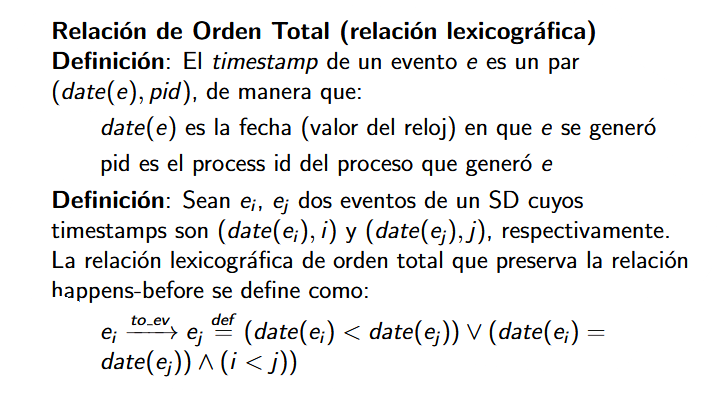 Relación de Orden Total (relación lexicográfica)
Definición: El timestamp de un evento e es un par
(date(e), pid), de manera que:
date(e) es la fecha (valor del reloj) en que e se generó
pid es el process id del proceso que generó e
Definición: Sean e_i, e_j dos eventos de un SD cuyos
timestamps son (date(e_i), i) y (date(e_j), j), respectivamente.
La relación lexicográfica de orden total que preserva la relación
happens-before se define como:
e_i \xrightarrow{to\_ev} e_j \stackrel{def}{=} (date(e_i) < date(e_j)) ∨ (date(e_i) =
date(e_j)) ∧ (i < j))